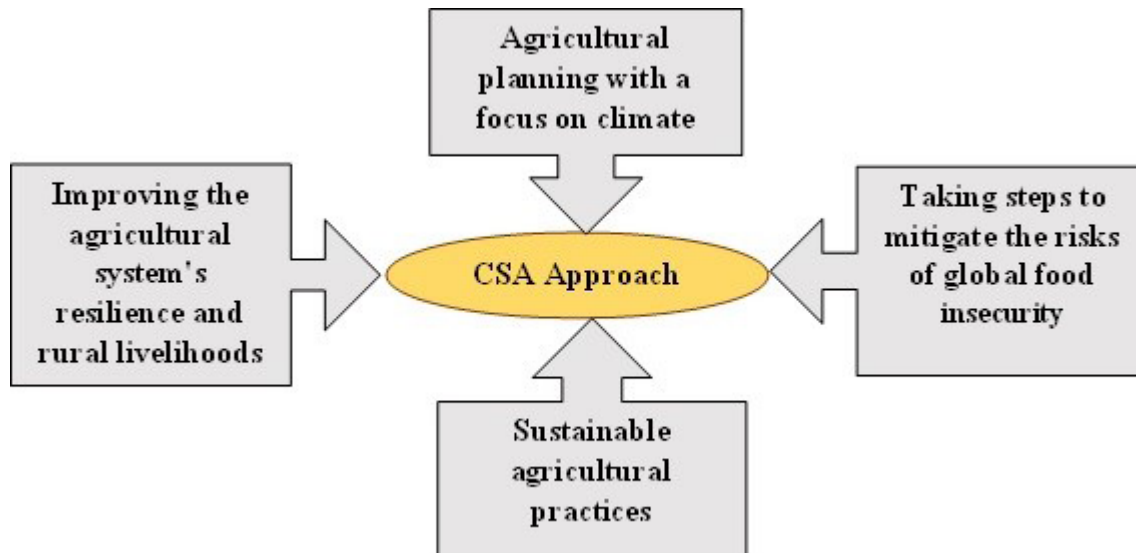 Agricultural
planning with a
focus on climate
Improving the
agricultural
system's
resilience and
rural livelihoods
CSA Approach
Taking steps to
mitigate the risks
of global food
insecurity
Sustainable
agricultural
practices